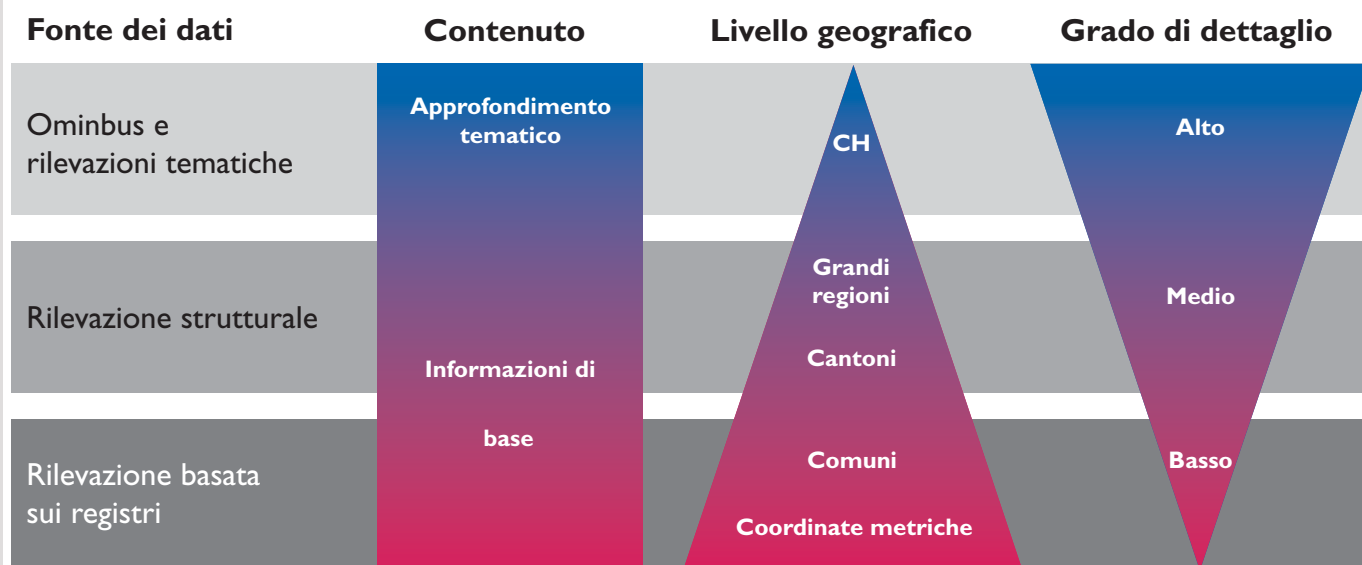 Fonte dei dati
Contenuto
Livello geografico
Grado di dettaglio
Ominbus e
rilevazioni tematiche
Approfondimento
tematico
CH
Alto
Rilevazione strutturale
Informazioni di
Grandi
regioni
Cantoni
Medio
Rilevazione basata
sui registri
base
Comuni
Coordinate metriche
Basso